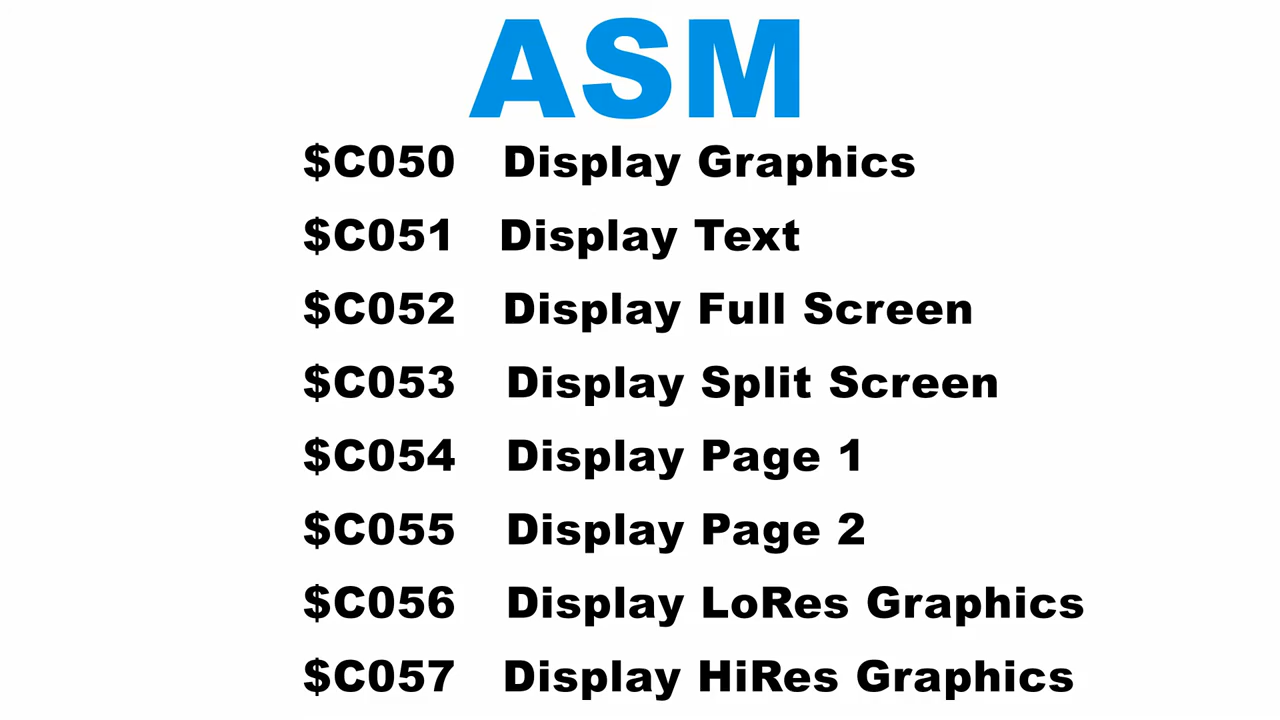 ASM
$C050 Display Graphics
$C051 Display Text
$C052 Display Full Screen
$C053 Display Split Screen
$C054 Display Page 1
$C055 Display Page 2
$C056 Display LoRes Graphics
$C057 Display HiRes Graphics